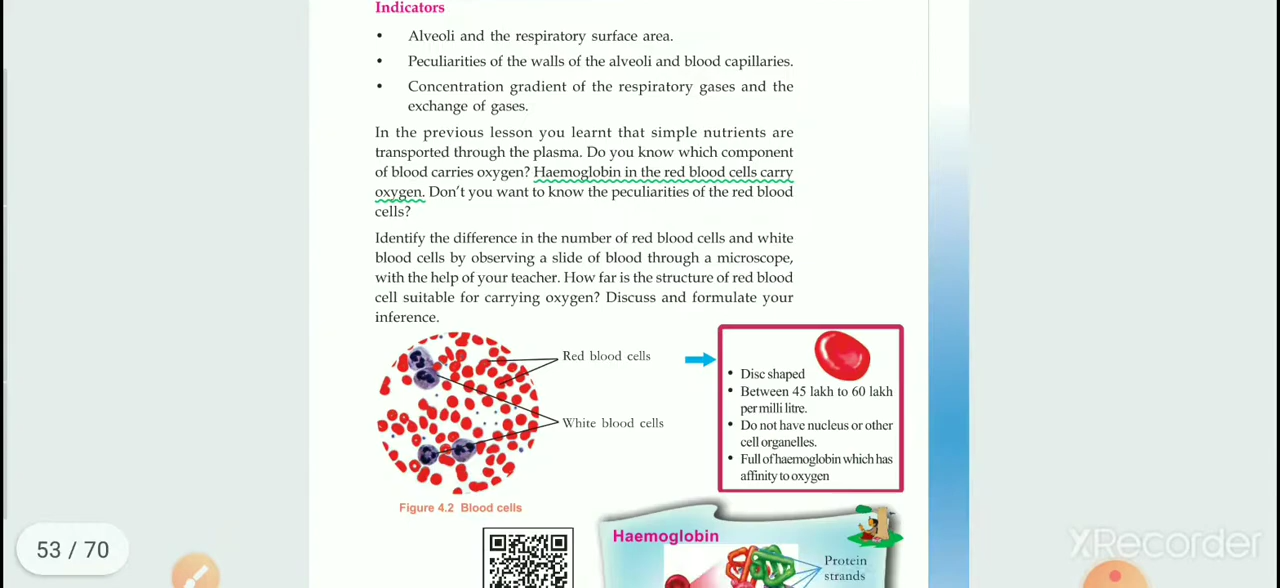 Indicators
• Alveoli and the respiratory surface area.
• Peculiarities of the walls of the alveoli and blood capillaries.
• Concentration gradient of the respiratory gases and the
exchange of gases.
In the previous lesson you learnt that simple nutrients are
transported through the plasma. Do you know which component
of blood carries oxygen? Haemoglobin in the red blood cells carry
oxygen. Don't you want to know the peculiarities of the red blood
cells?
Identify the difference in the number of red blood cells and white
blood cells by observing a slide of blood through a microscope,
with the help of your teacher. How far is the structure of red blood
cell suitable for carrying oxygen? Discuss and formulate your
inference.
Red blood cells
White blood cells
Figure 4.2 Blood cells
• Disc shaped
• Between 45 lakh to 60 lakh
per milli litre.
• Do not have nucleus or other
cell organelles.
• Full of haemoglobin which has
affinity to oxygen
Haemoglobin
Protein
strands
53 / 70
XRecorder